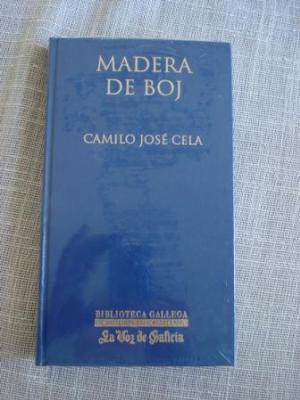 MADERA
DE BOJ
CAMILO JOSÉ CELA
BIBLIOTECA GALLEGA
La Voz de Galicia